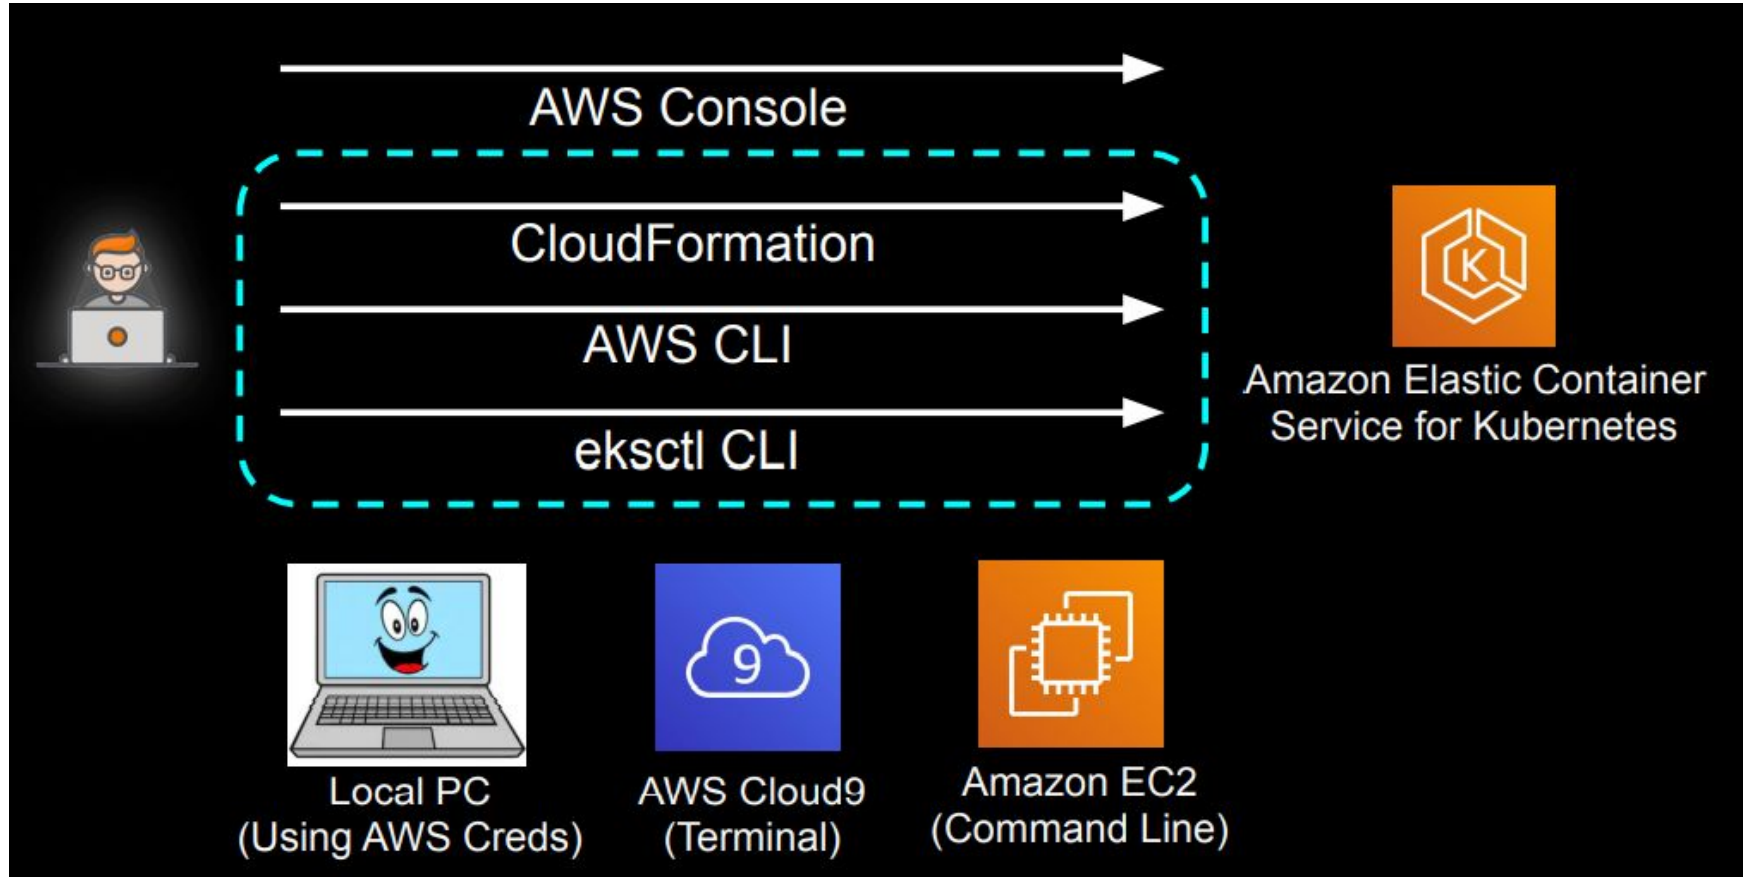 AWS Console
CloudFormation
AWS CLI
eksctl CLI
K
Amazon Elastic Container
Service for Kubernetes
9
Local PC
(Using AWS Creds)
AWS Cloud9
(Terminal)
Amazon EC2
(Command Line)